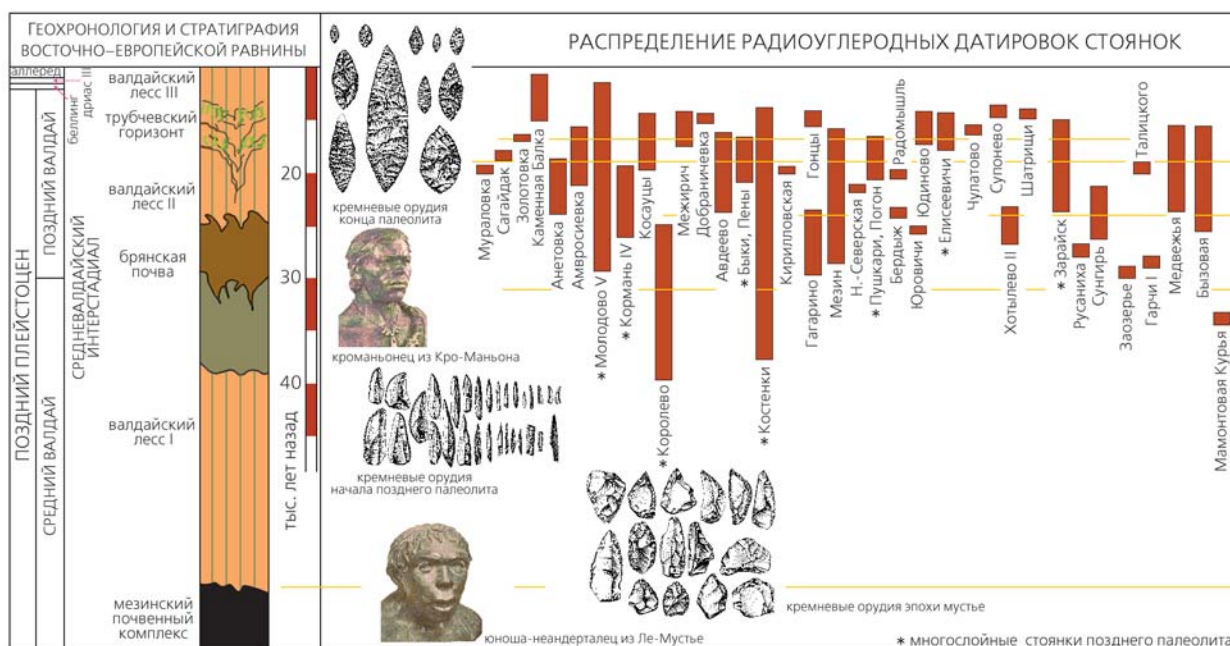 ГЕОХРОНОЛОГИЯ И СТРАТИГРАФИЯ
ВОСТОЧНО–ЕВРОПЕЙСКОЙ РАВНИНЫ
РАСПРЕДЕЛЕНИЕ РАДИОУГЛЕРОДНЫХ ДАТИРОВОК СТОЯНОК
аллеред
беллинг
дриас III
ПОЗДНИЙ ПЛЕЙСТОЦЕН
ПОЗДНИЙ ВАЛДАЙ
СРЕДНИЙ ВАЛДАЙ
СРЕДНЕВАЛДАЙСКИЙ
ИНТЕРСТАДИАЛ
валдайский
лесс III
трубчевский
горизонт
валдайский
лесс II
брянская
почва
валдайский
лесс I
мезинский
почвенный
комплекс
20
30
40
тыс. лет назад
кремневые орудия
конца палеолита
кроманьонец из Кро-Маньона
кремневые орудия
начала позднего палеолита
юноша-неандерталец из Ле-Мустье
кремневые орудия эпохи мустье
Мураловка
Сагайдак
Золотовка
Каменная Балка
Анетовка
Амвросиевка
* Молодово V
* Кормань IV
Косауцы
* Королево
Межирич
Добраничевка
Авдеево
* Быки, Пены
* Костенки
Кирилловская
Гонцы
Гагарино
Мезин
Н.-Северская
* Пушкари, Погон
Радомышль
Бердыж
Юдиново
Юровичи
* Елисеевичи
Чулатово
Супонево
Хотылево II
Шатрищи
* Зарайск
Русаниха
Сунгирь
Заозерье
Талицкого
Гарчи I
Медвежья
Бызовая
Мамонтовая Курья
* многослойные стоянки позднего палеолита